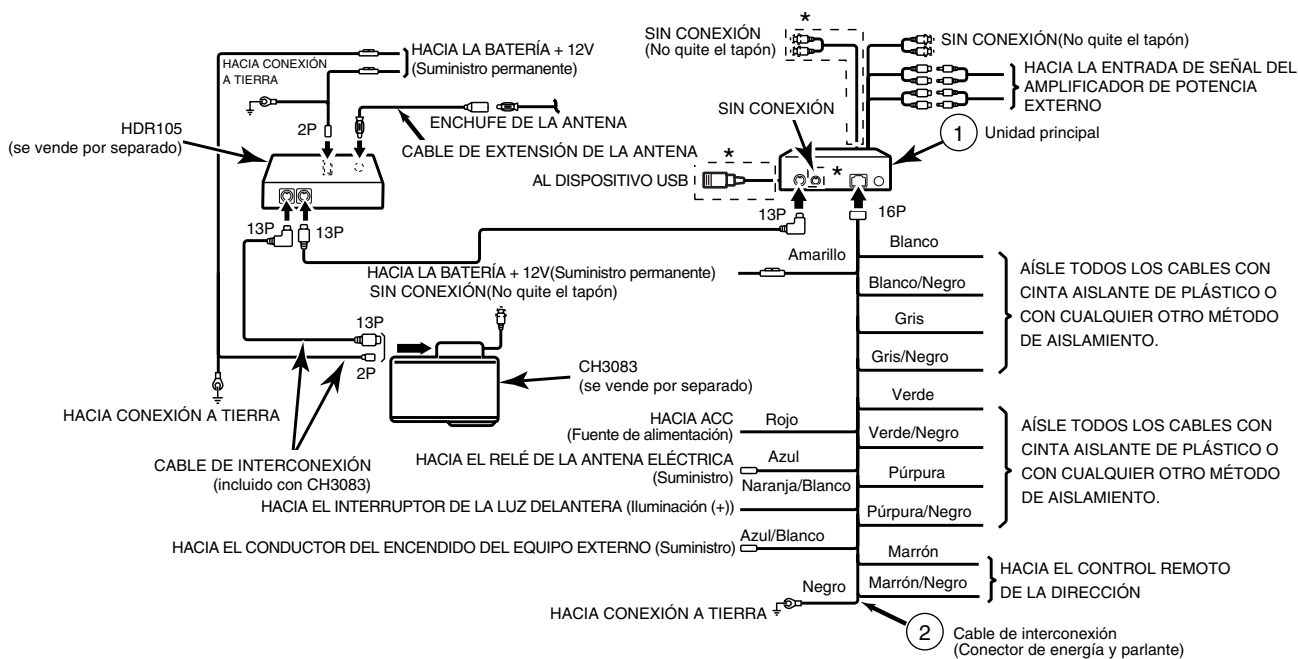 HACIA LA BATERÍA + 12V
(Suministro permanente)
HACIA CONEXIÓN
A TIERRA
2P
ENCHUFE DE LA ANTENA
CABLE DE EXTENSIÓN DE LA ANTENA
HDR105
(se vende por separado)
13P
13P
*
SIN CONEXIÓN
(No quite el tapón)
SIN CONEXIÓN(No quite el tapón)
HACIA LA ENTRADA DE SEÑAL DEL
AMPLIFICADOR DE POTENCIA
EXTERNO
SIN CONEXIÓN
1
Unidad principal
*
AL DISPOSITIVO USB
*
13P
16P
Amarillo
HACIA LA BATERÍA + 12V(Suministro permanente)
SIN CONEXIÓN(No quite el tapón)
13P
2P
CH3083
(se vende por separado)
HACIA CONEXIÓN A TIERRA
CABLE DE INTERCONEXIÓN
(incluido con CH3083)
Blanco
Blanco/Negro
Gris
Gris/Negro
AÍSLE TODOS LOS CABLES CON
CINTA AISLANTE DE PLÁSTICO O
CON CUALQUIER OTRO MÉTODO
DE AISLAMIENTO.
Verde
Verde/Negro
Púrpura
Púrpura/Negro
AÍSLE TODOS LOS CABLES CON
CINTA AISLANTE DE PLÁSTICO O
CON CUALQUIER OTRO MÉTODO
DE AISLAMIENTO.
HACIA ACC
(Fuente de alimentación)
Rojo
HACIA EL RELÉ DE LA ANTENA ELÉCTRICA
(Suministro)
Azul
Naranja/Blanco
HACIA EL INTERRUPTOR DE LA LUZ DELANTERA (Iluminación (+))
Azul/Blanco
HACIA EL CONDUCTOR DEL ENCENDIDO DEL EQUIPO EXTERNO (Suministro)
Marrón
Marrón/Negro
HACIA EL CONTROL REMOTO
DE LA DIRECCIÓN
Negro
HACIA CONEXIÓN A TIERRA
2
Cable de interconexión
(Conector de energía y parlante)